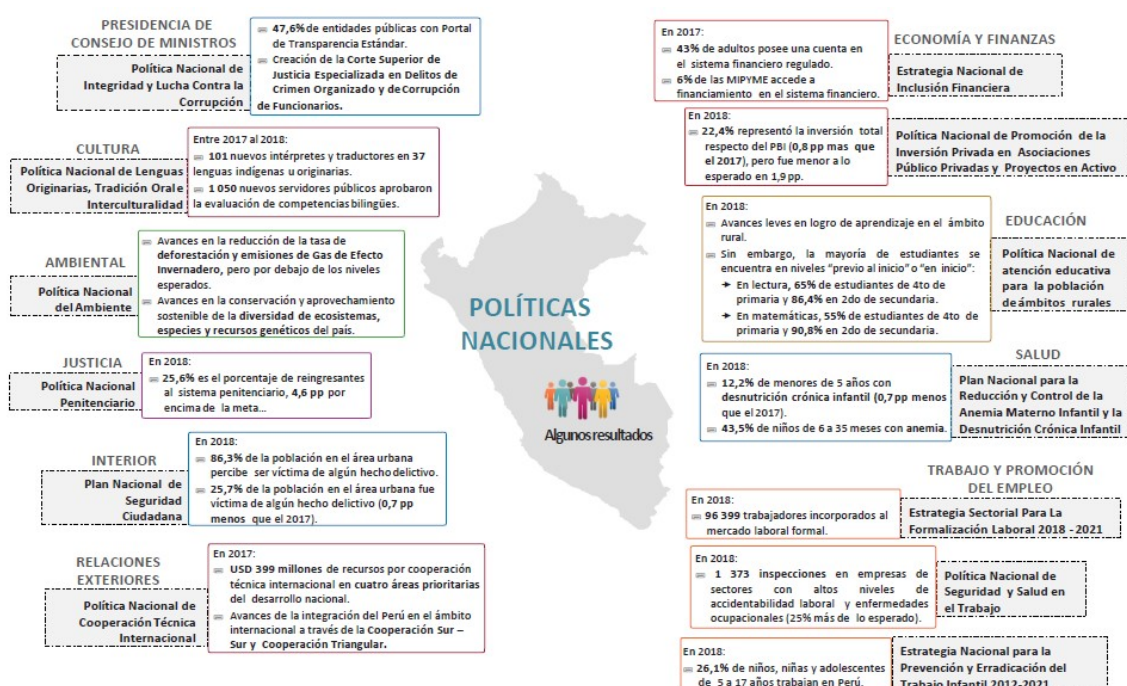 PRESIDENCIA DE
CONSEJO DE MINISTROS
Política Nacional de
Integridad y Lucha Contra la
Corrupción
47,6% de entidades públicas con Portal
de Transparencia Estándar.
Creación de la Corte Superior de
Justicia Especializada en Delitos de
Crimen Organizado y de Corrupción
de Funcionarios.
CULTURA
Política Nacional de Lenguas
Originarias, Tradición Oral e
Interculturalidad
Entre 2017 al 2018:
101 nuevos intérpretes y traductores en 37
lenguas indígenas u originarias.
1 050 nuevos servidores públicos aprobaron
la evaluación de competencias bilingües.
AMBIENTAL
Política Nacional
del Ambiente
Avances en la reducción de la tasa de
deforestación y emisiones de Gas de Efecto
Invernadero, pero por debajo de los niveles
esperados.
Avances en la conservación y aprovechamiento
sostenible de la diversidad de ecosistemas,
especies y recursos genéticos del país.
JUSTICIA
Política Nacional
Penitenciario
En 2018:
25,6% es el porcentaje de reingresantes
al sistema penitenciario, 4,6 pp por
encima de la meta...
INTERIOR
Plan Nacional de
Seguridad
Ciudadana
En 2018:
86,3% de la población en el área urbana
percibe ser víctima de algún hecho delictivo.
25,7% de la población en el área urbana fue
víctima de algún hecho delictivo (0,7 pp
menos que el 2017).
RELACIONES
EXTERIORES
Política Nacional de
Cooperación Técnica
Internacional
En 2017:
USD 399 millones de recursos por cooperación
técnica internacional en cuatro áreas prioritarias
del desarrollo nacional.
Avances de la integración del Perú en el ámbito
internacional a través de la Cooperación Sur –
Sur y Cooperación Triangular.
POLÍTICAS
NACIONALES
Algunos resultados
En 2017:
43% de adultos posee una cuenta en
el sistema financiero regulado.
6% de las MIPYME accede a
financiamiento en el sistema financiero.
ECONOMÍA Y FINANZAS
Estrategia Nacional de
Inclusión Financiera
En 2018:
22,4% representó la inversión total
respecto del PBI (0,8 pp mas que
el 2017), pero fue menor a lo
esperado en 1,9 pp.
Política Nacional de Promoción de la
Inversión Privada en Asociaciones
Público Privadas y Proyectos en Activo
En 2018:
Avances leves en logro de aprendizaje en el ámbito
rural.
Sin embargo, la mayoría de estudiantes se
encuentra en niveles "previo al inicio" o "en inicio":
En lectura, 65% de estudiantes de 4to de
primaria y 86,4% en 2do de secundaria.
En matemáticas, 55% de estudiantes de 4to de
primaria y 90,8% en 2do de secundaria.
EDUCACIÓN
Política Nacional de
atención educativa
para la población
de ámbitos rurales
En 2018:
12,2% de menores de 5 años con
desnutrición crónica infantil (0,7 pp menos
que el 2017).
43,5% de niños de 6 a 35 meses con anemia.
SALUD
Plan Nacional para la
Reducción y Control de la
Anemia Materno Infantil y la
Desnutrición Crónica Infantil
TRABAJO Y PROMOCIÓN
DEL EMPLEO
En 2018:
96 399 trabajadores incorporados al
mercado laboral formal.
Estrategia Sectorial Para La
Formalización Laboral 2018 - 2021
En 2018:
1 373 inspecciones en empresas de
sectores con altos niveles de
accidentabilidad laboral y enfermedades
ocupacionales (25% más de lo esperado).
Política Nacional de
Seguridad y Salud en
el Trabajo
En 2018:
26,1% de niños, niñas y adolescentes
de 5 a 17 años trabajan en Perú.
Estrategia Nacional para la
Prevención y Erradicación del
Trabajo Infantil 2012-2021